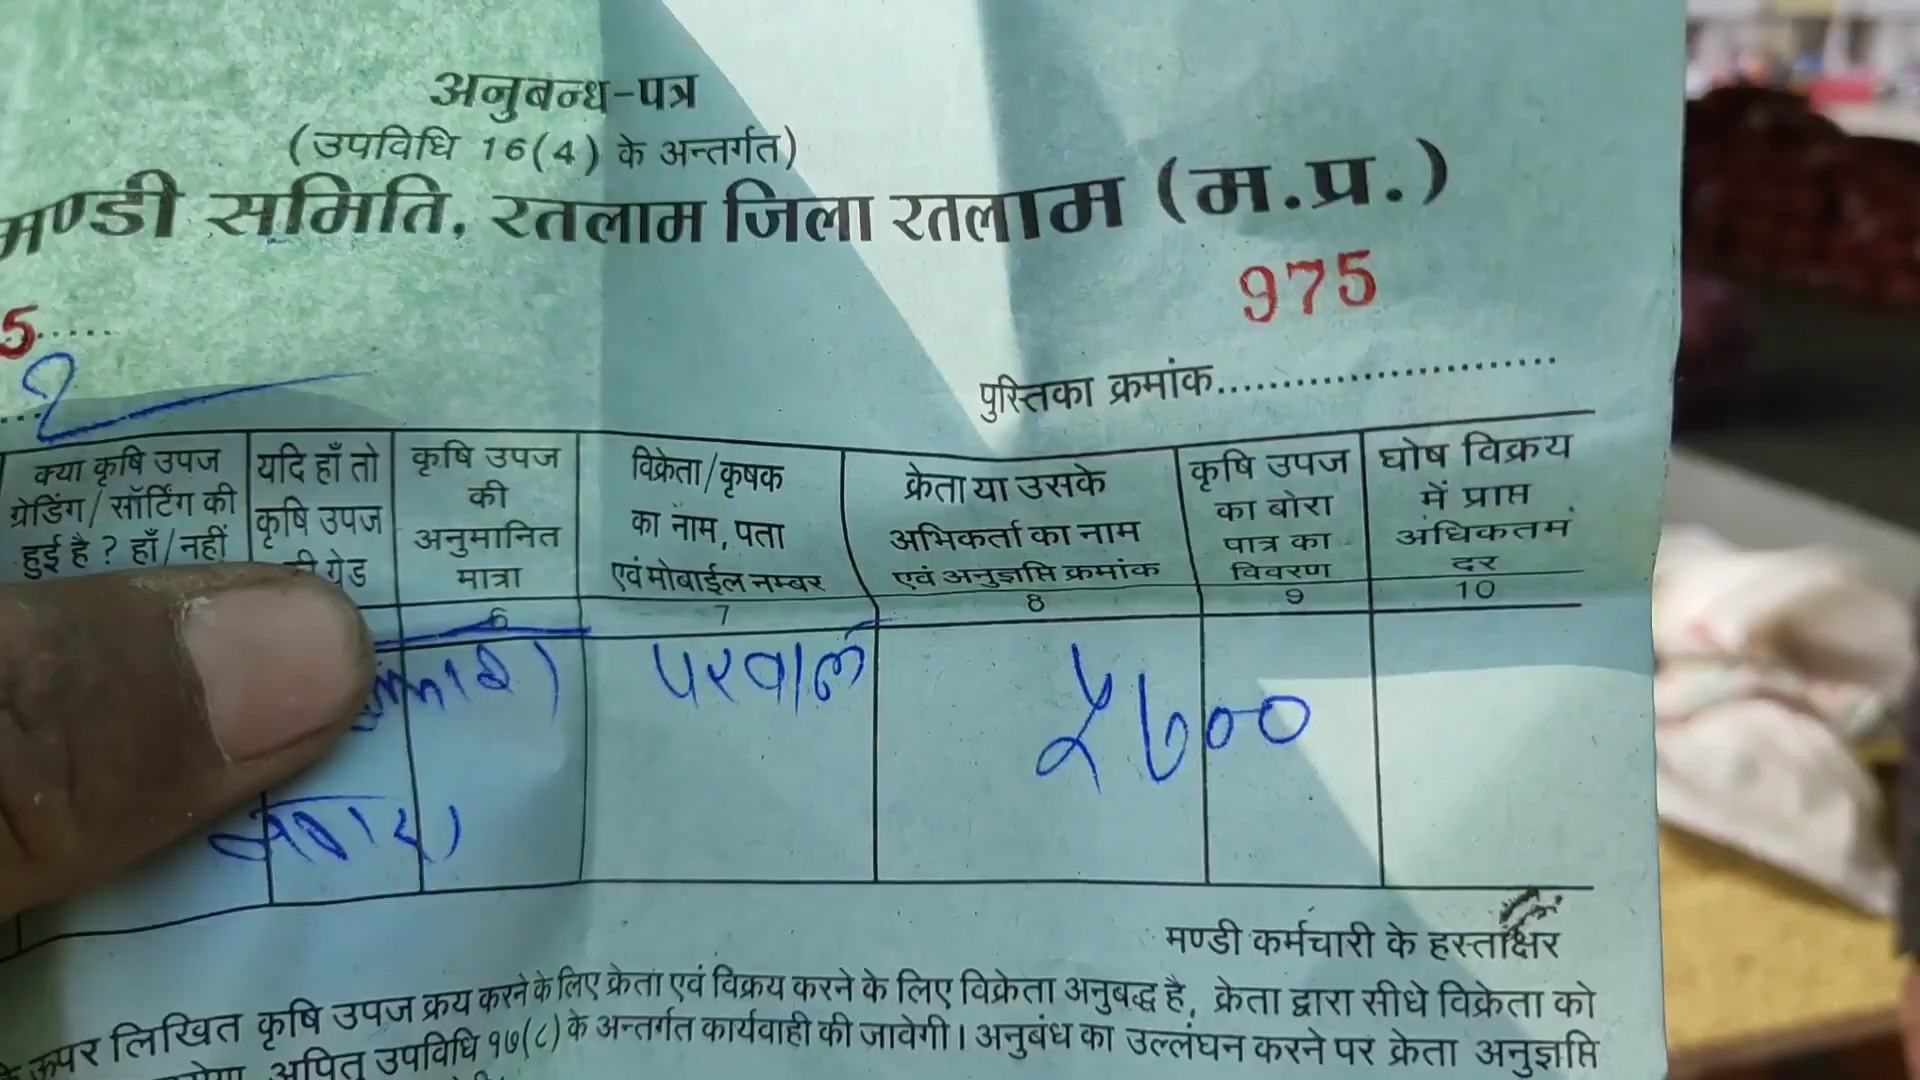 अनुबन्ध-पत्र
(उपविधि 16(4) के अन्तर्गत)
मण्डी समिति, रतलाम जिला रतलाम (म.प्र.)
975
5.....
2
पुस्तिका क्रमांक..............................
क्या कृषि उपज
ग्रेडिंग/सॉर्टिंग की
हुई है ? हाँ/नहीं
यदि हाँ तो
कृषि उपज
ग्रेड
कृषि उपज
की
अनुमानित
मात्रा
विक्रेता/कृषक
का नाम, पता
एवं मोबाईल नम्बर
क्रेता या उसके
अभिकर्ता का नाम
एवं अनुज्ञप्ति क्रमांक
कृषि उपज
का बोरा
पात्र का
विवरण
घोष विक्रय
में प्राप्त
अधिकतम
दर
6
7
8
9
10
५७००
मण्डी कर्मचारी के हस्ताक्षर
ऊपर लिखित कृषि उपज क्रय करने के लिए क्रेता एवं विक्रय करने के लिए विक्रेता अनुबद्ध है, क्रेता द्वारा सीधे विक्रेता को
अपितु उपविधि १७(८) के अन्तर्गत कार्यवाही की जावेगी। अनुबंध का उल्लंघन करने पर क्रेता अनुज्ञप्ति